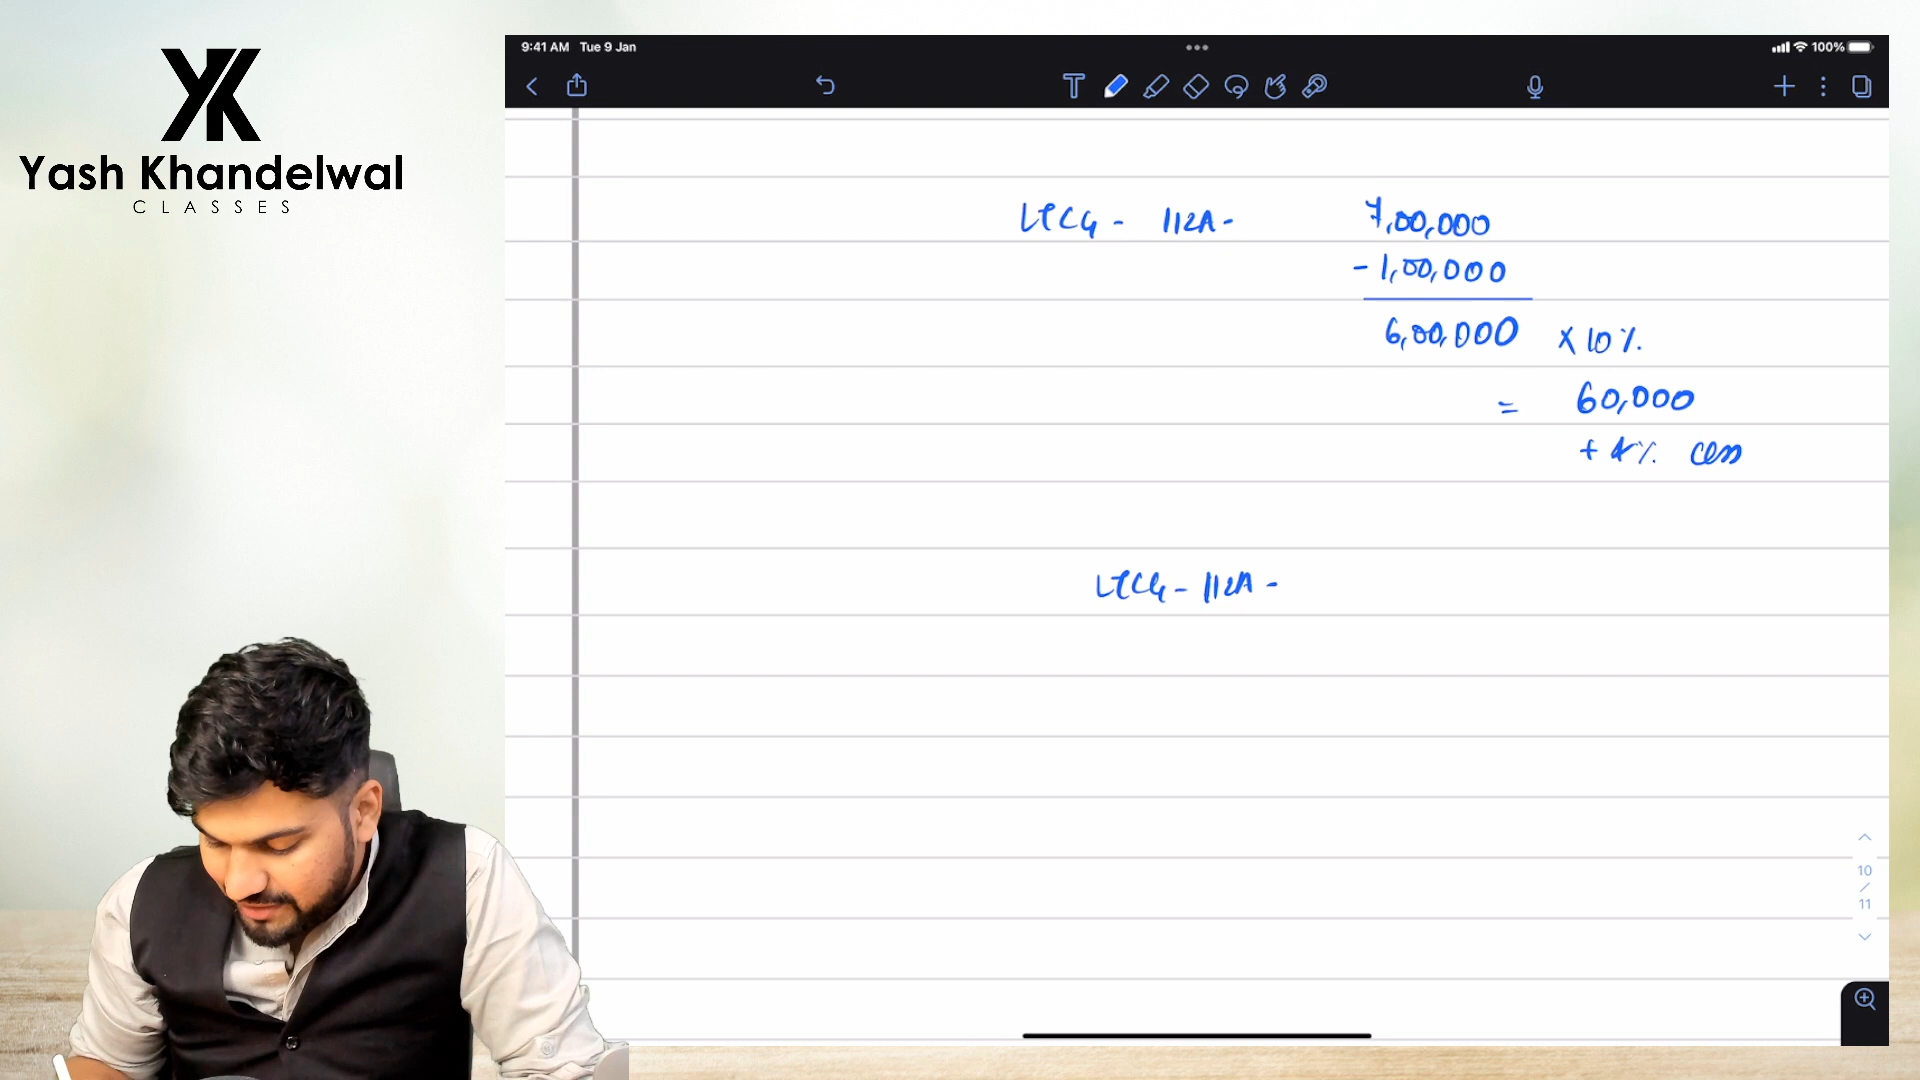 9:41 AM Tue 9 Jan
100%
YK
Yash Khandelwal
CLASSES
LTCG - 112A - 7,00,000
- 1,00,000
6,00,000 × 10%.
= 60,000
+ 4%. cess
LTCG - 112A -
10
/
11